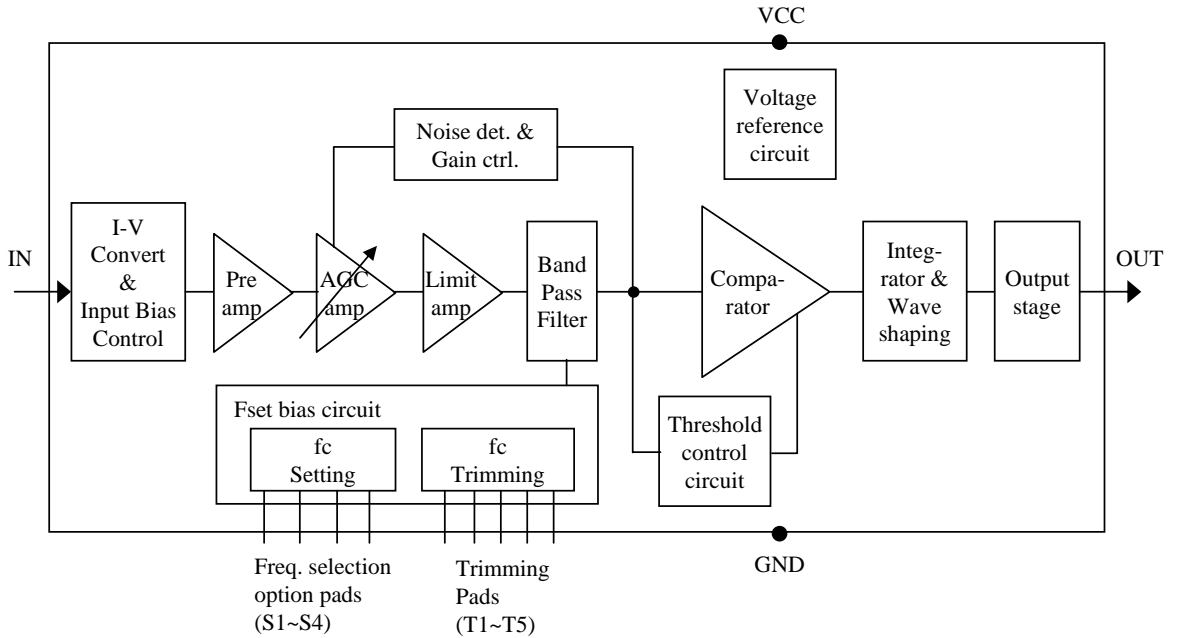 VCC
Voltage
reference
circuit
Noise det. &
Gain ctrl.
IN
I-V
Convert
&
Input Bias
Control
Pre
amp
AGC
amp
Limit
amp
Band
Pass
Filter
Compa-
rator
Integ-
rator &
Wave
shaping
Output
stage
OUT
Fset bias circuit
fc
Setting
fc
Trimming
Threshold
control
circuit
Freq. selection
option pads
(S1~S4)
Trimming
Pads
(T1~T5)
GND